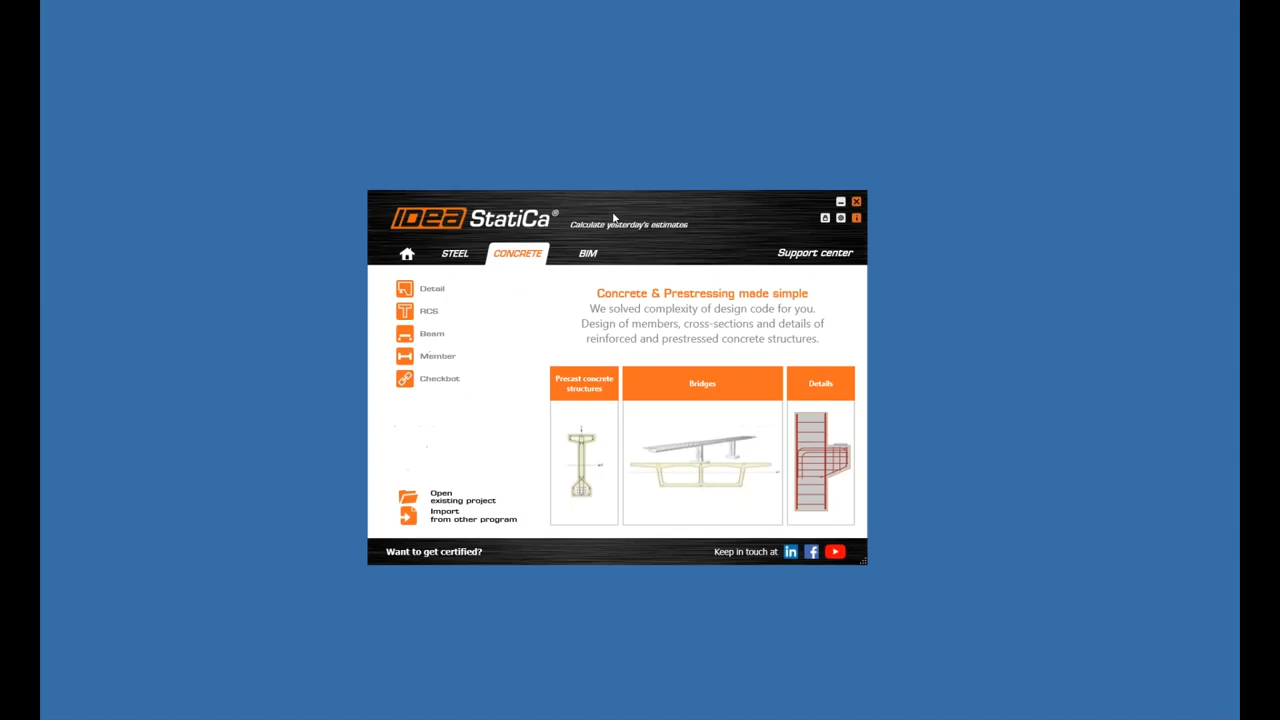 IDEA StatiCa®
Calculate yesterday's estimates
STEEL
CONCRETE
BIM
Support center
Detail
RCS
Beam
Member
Checkbot
Open
existing project
Import
from other program
Concrete & Prestressing made simple
We solved complexity of design code for you.
Design of members, cross-sections and details of
reinforced and prestressed concrete structures.
Precast concrete
structures
Bridges
Details
Want to get certified?
Keep in touch at